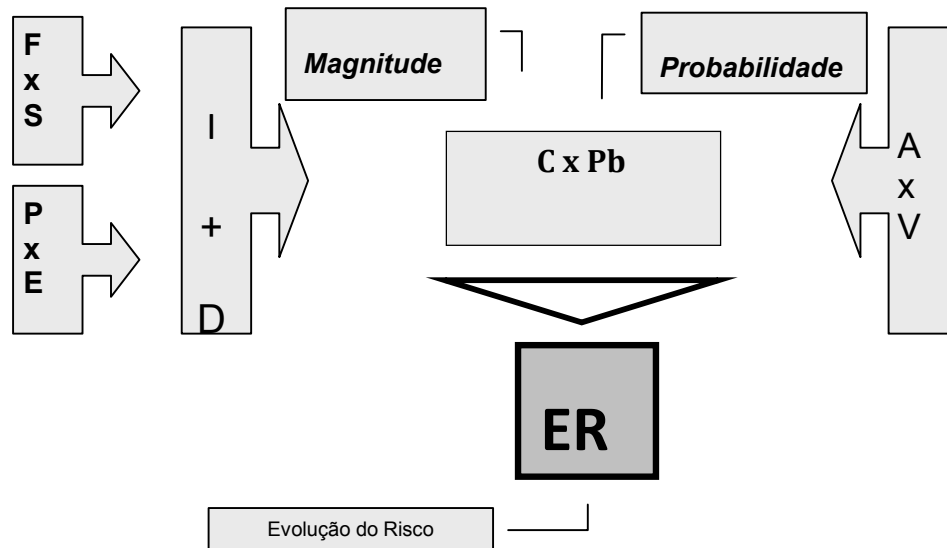 F
x
S
P
x
E
I
+
D
Magnitude
Probabilidade
C x Pb
A
x
V
ER
Evolução do Risco